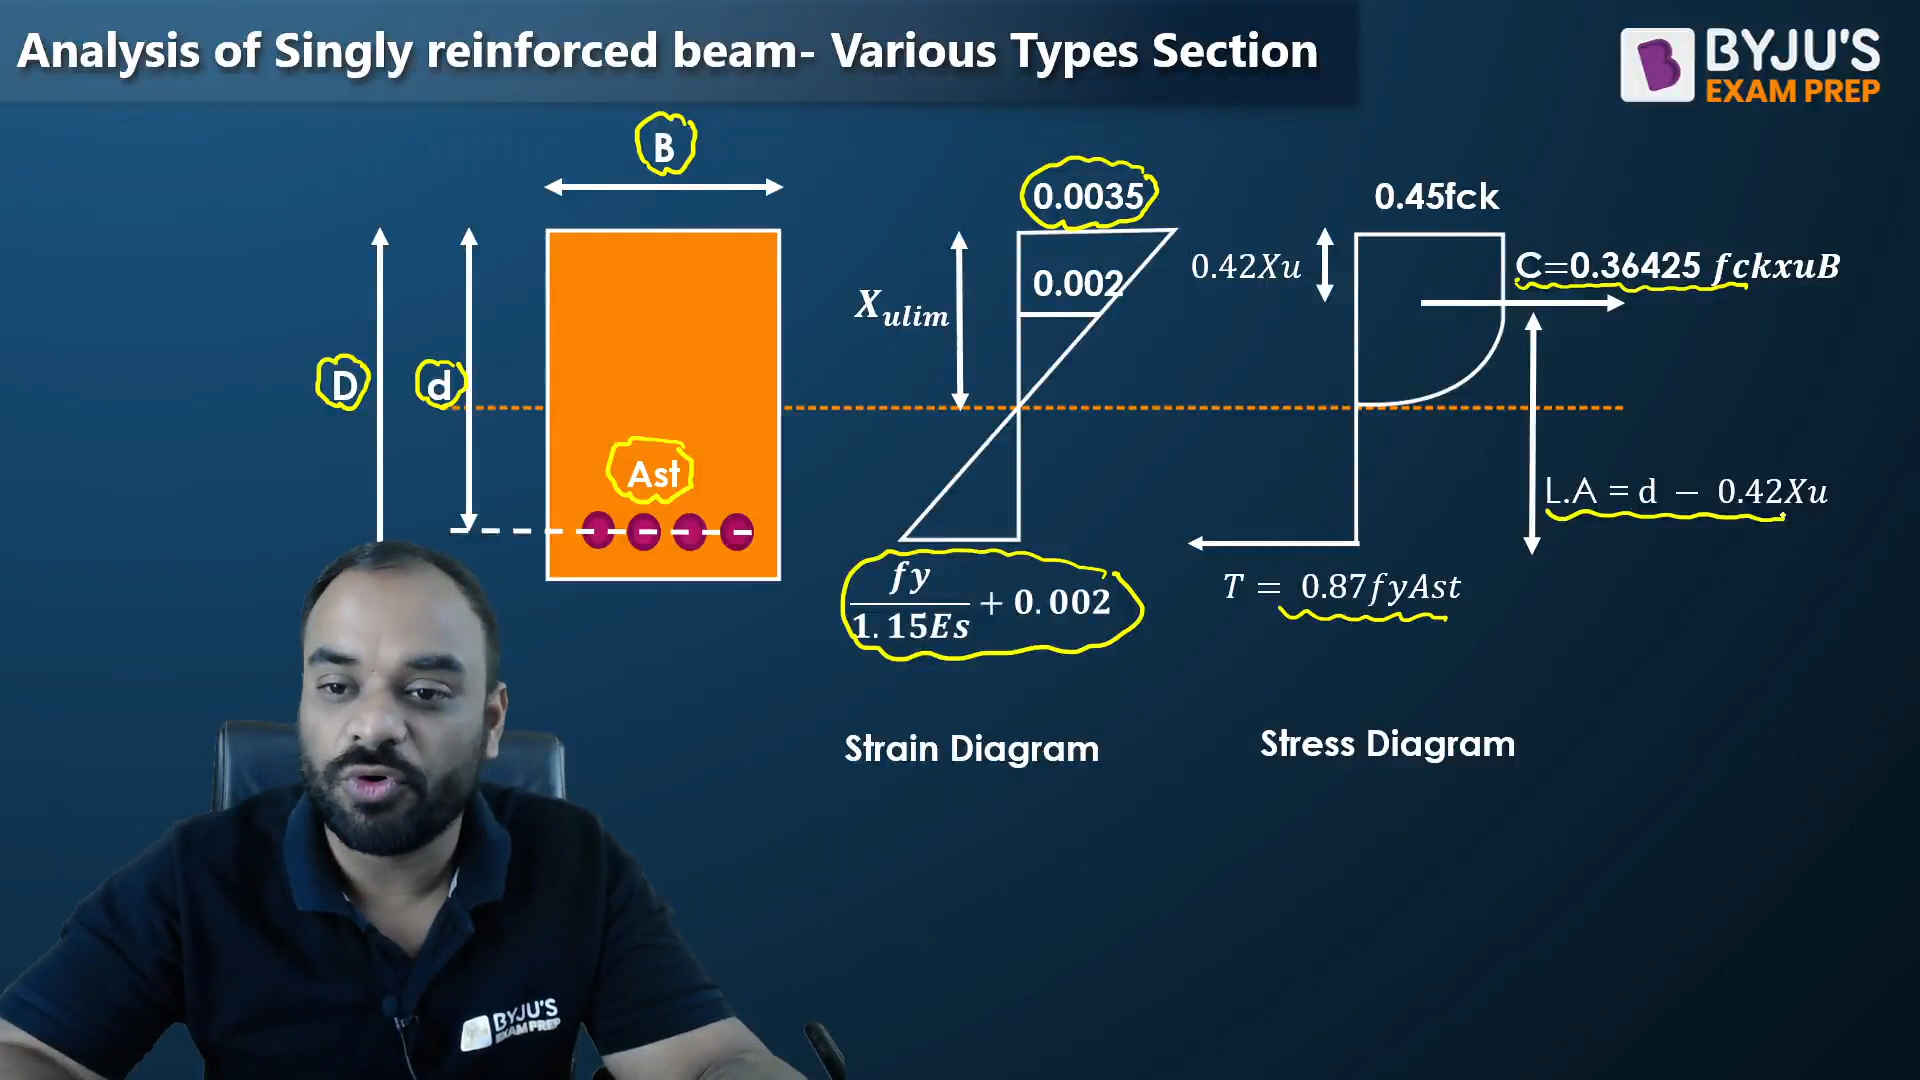 Analysis of Singly reinforced beam- Various Types Section
BYJU'S
EXAM PREP
B
0.0035
0.45fck
0.002
0.42Xu
C=0.36425 fckxuB
Xulim
D
d
Ast
L.A = d − 0.42Xu
fy
1.15Es
+ 0.002
T = 0.87fyAst
Strain Diagram
Stress Diagram
BYJU'S
EXAM PREP